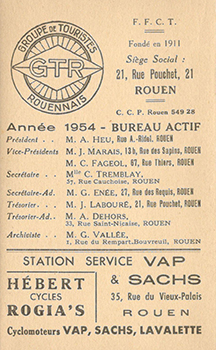 GROUPE DE TOURISTES
GTR
ROUENNAIS
F. F. C. T.
Fondé en 1911
Siège Social :
21, Rue Pouchet, 21
ROUEN
C. C. P. Rouen 549 28
Année 1954 - BUREAU ACTIF
Président . . M. A. HEU, Rue A.-Ridel, ROUEN
Vice-Présidents M. J. MARAIS, 13b, Rue des Sapins, ROUEN
M. C. FAGEOL, 67, Rue Thiers, ROUEN
Secrétaire . . Mlle C. TREMBLAY,
37, Rue Cauchoise, ROUEN
Secrétaire-Ad. M. G. ENÉE, 27, Rue des Requis, ROUEN
Trésorier . . M. J. LABOURÉ, 21, Rue Pouchet, ROUEN
Trésorier-Ad. M. A. DEHORS,
33, Rue Saint-Nicaise, ROUEN
Archiviste . . M. G. VALLÉE,
1, Rue du Rempart-Bouvreuil, ROUEN
STATION SERVICE VAP
& SACHS
HÉBERT
CYCLES
ROGIA'S
35, Rue du Vieux-Palais
ROUEN
Cyclomoteurs VAP, SACHS, LAVALETTE